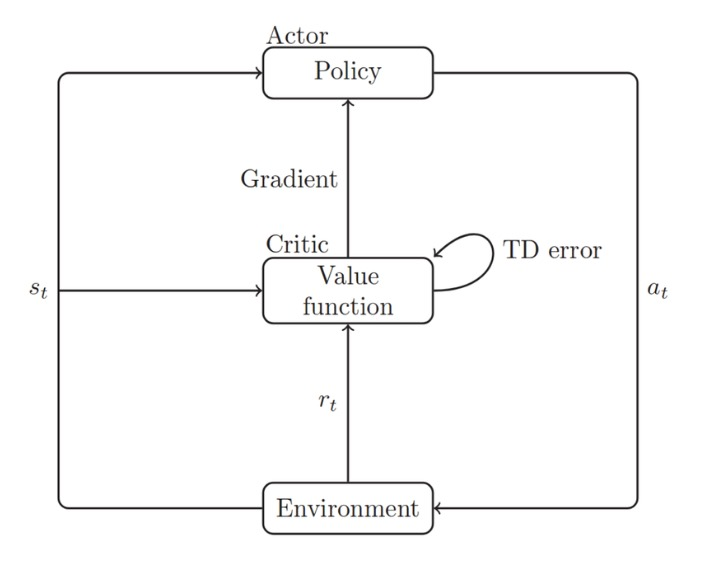 Actor
Policy
Gradient
Critic
Value
function
TD error
s_t
a_t
r_t
Environment